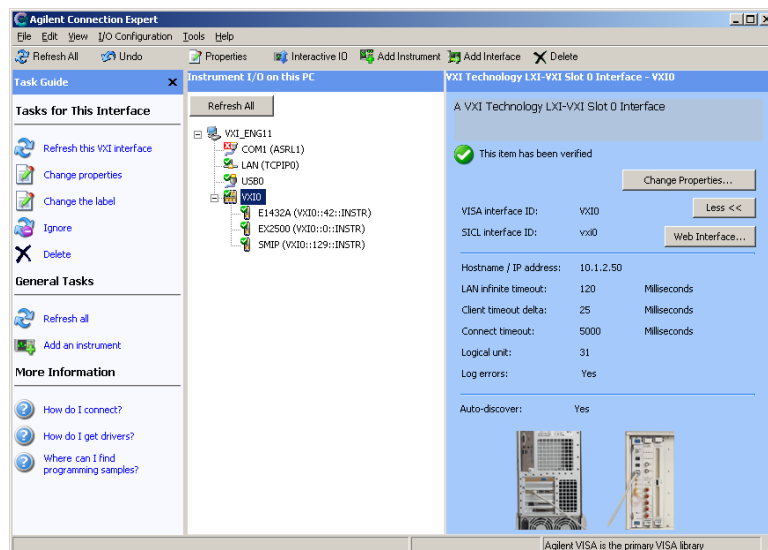 Agilent Connection Expert
File Edit View I/O Configuration Tools Help
Refresh All Undo Properties Interactive IO Add Instrument Add Interface Delete
Task Guide
Tasks for This Interface
Refresh this VXI interface
Change properties
Change the label
Ignore
Delete
General Tasks
Refresh all
Add an instrument
More Information
How do I connect?
How do I get drivers?
Where can I find
programming samples?
Instrument I/O on this PC
Refresh All
VXI_ENG11
COM1 (ASRL1)
LAN (TCPIP0)
USB0
VXI0
E1432A (VXI0::42::INSTR)
EX2500 (VXI0::0::INSTR)
SMIP (VXI0::129::INSTR)
VXI Technology LXI-VXI Slot 0 Interface - VXI0
A VXI Technology LXI-VXI Slot 0 Interface
This item has been verified
Change Properties...
VISA interface ID: VXI0
Less <<
SICL interface ID: vxi0
Web Interface...
Hostname / IP address: 10.1.2.50
LAN infinite timeout: 120 Milliseconds
Client timeout delta: 25 Milliseconds
Connect timeout: 5000 Milliseconds
Logical unit: 31
Log errors: Yes
Auto-discover: Yes
Agilent VISA is the primary VISA library